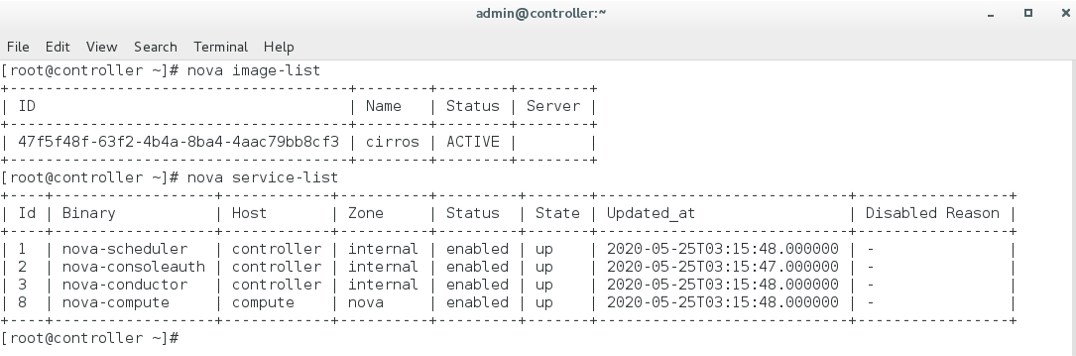 admin@controller:~
File Edit View Search Terminal Help
[root@controller ~]# nova image-list
+--------------------------------------+--------+--------+--------+
| ID                                   | Name   | Status | Server |
+--------------------------------------+--------+--------+--------+
| 47f5f48f-63f2-4b4a-8ba4-4aac79bb8cf3 | cirros | ACTIVE |        |
+--------------------------------------+--------+--------+--------+
[root@controller ~]# nova service-list
+----+------------------+------------+----------+---------+-------+----------------------------+-----------------+
| Id | Binary           | Host       | Zone     | Status  | State | Updated_at                 | Disabled Reason |
+----+------------------+------------+----------+---------+-------+----------------------------+-----------------+
| 1  | nova-scheduler   | controller | internal | enabled | up    | 2020-05-25T03:15:48.000000 | -               |
| 2  | nova-consoleauth | controller | internal | enabled | up    | 2020-05-25T03:15:47.000000 | -               |
| 3  | nova-conductor   | controller | internal | enabled | up    | 2020-05-25T03:15:48.000000 | -               |
| 8  | nova-compute     | compute    | nova     | enabled | up    | 2020-05-25T03:15:48.000000 | -               |
+----+------------------+------------+----------+---------+-------+----------------------------+-----------------+
[root@controller ~]#